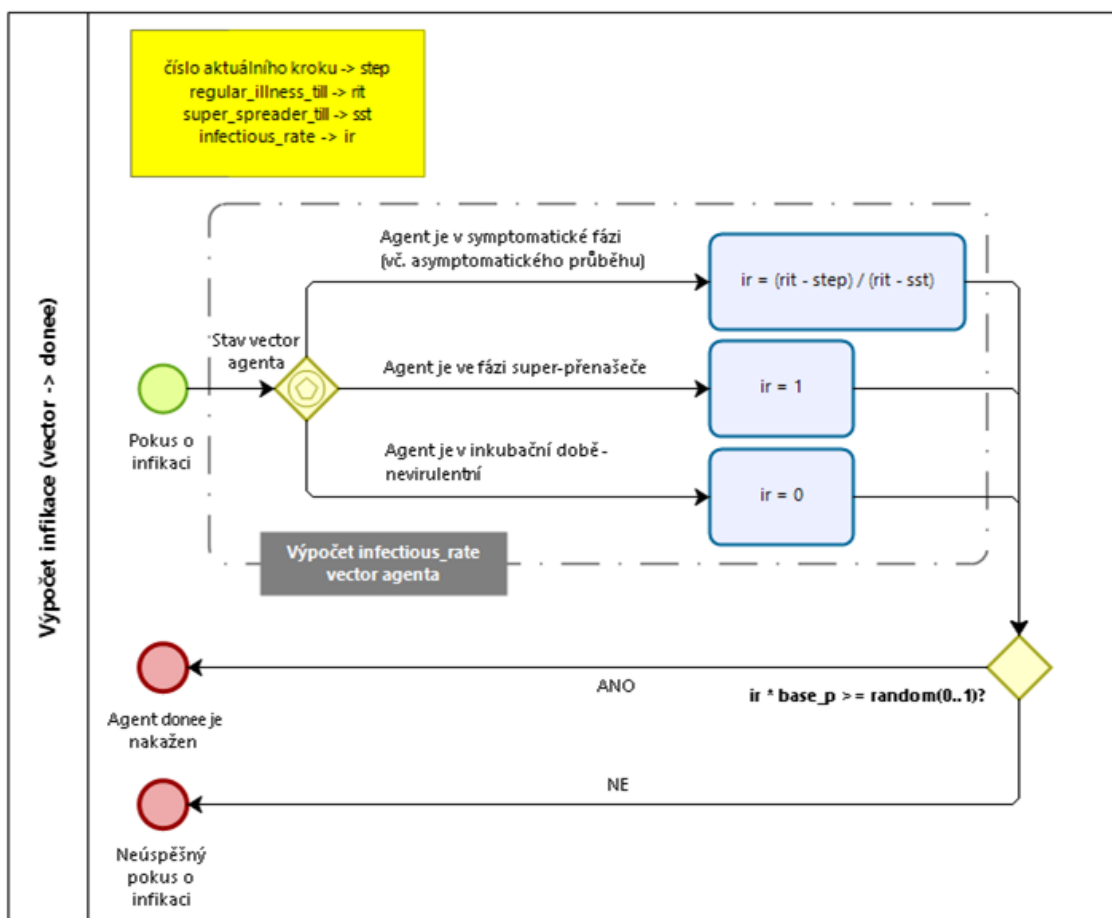 Výpočet infikace (vector -> donee)
číslo aktuálního kroku -> step
regular_illness_till -> rit
super_spreader_till -> sst
infectious_rate -> ir
Agent je v symptomatické fázi
(vč. asymptomatického průběhu)
ir = (rit - step) / (rit - sst)
Stav vector
agenta
Agent je ve fázi super-přenašeče
ir = 1
Pokus o
infikaci
Agent je v inkubační době -
nevirulentní
ir = 0
Výpočet infectious_rate
vector agenta
ANO
ir * base_p >= random(0..1)?
Agent donee je
nakažen
NE
Neúspěšný
pokus o
infikaci